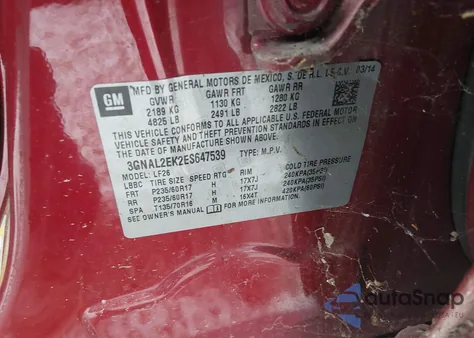 GM
MFD BY GENERAL MOTORS DE MEXICO, S. DE R.L. DE C.V. 03/14
GVWR GAWR FRT GAWR RR
2189 KG 1130 KG 1280 KG
4825 LB 2491 LB 2822 LB
THIS VEHICLE CONFORMS TO ALL APPLICABLE U.S. FEDERAL MOTOR
VEHICLE SAFETY AND THEFT PREVENTION STANDARDS IN EFFECT ON THE
DATE OF MANUFACTURE SHOWN ABOVE.
3GNAL2EK2ES647539 TYPE: M.P.V.
MODEL: LF26
LBBC TIRE SIZE SPEED RTG RIM COLD TIRE PRESSURE
FRT P235/60R17 H 17X7J 240KPA(35PSI)
RR P235/60R17 H 17X7J 240KPA(35PSI)
SPA T135/70R16 M 16X4T 420KPA(60PSI)
SEE OWNER'S MANUAL FOR ADDITIONAL INFORMATION
autoSnap